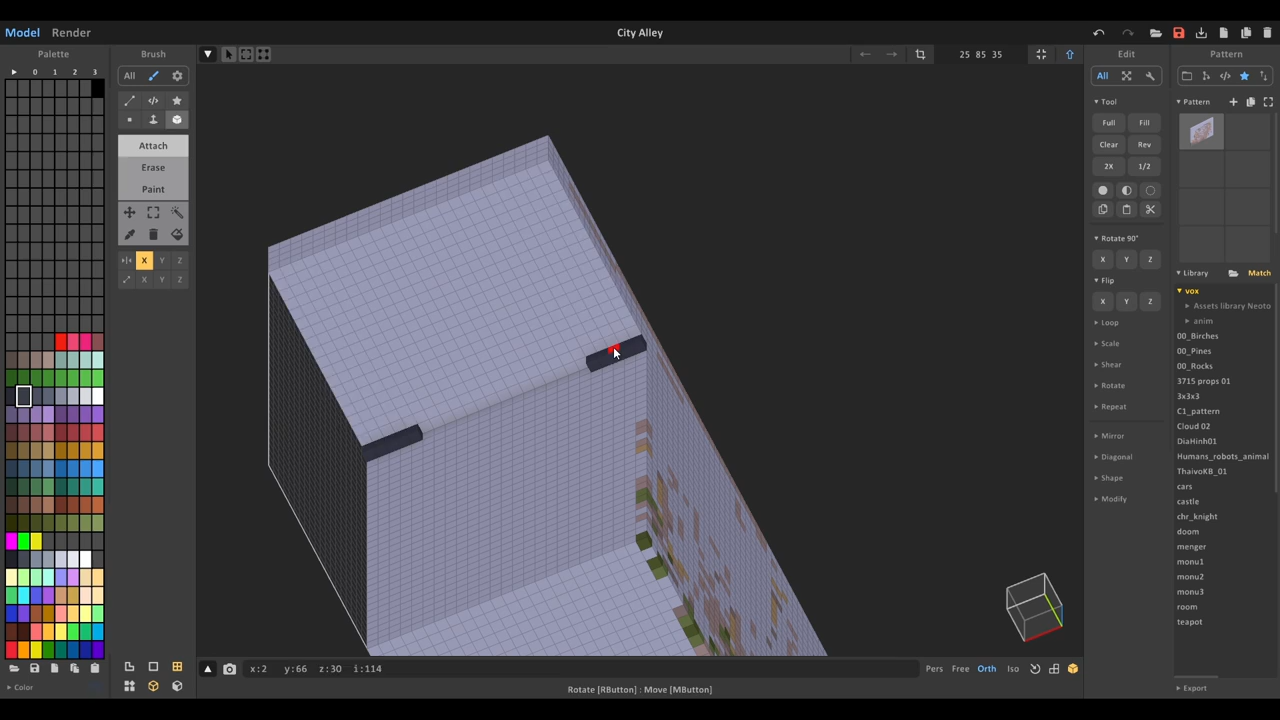 Model Render City Alley
Palette Brush 25 85 35 Edit Pattern
0 1 2 3 All All
Tool Pattern
Full Fill
Attach Clear Rev
Erase 2X 1/2
Paint
Rotate 90°
X Y Z X Y Z
X Y Z
Library Match
Flip vox
X Y Z Assets library Neoto
anim
Loop 00_Birches
Scale 00_Pines
Shear 00_Rocks
Rotate 3715 props 01
Repeat 3x3x3
C1_pattern
Mirror Cloud 02
Diagonal DiaHinh01
Shape Humans_robots_animal
Modify ThaivoKB_01
cars
castle
chr_knight
doom
menger
monu1
monu2
monu3
room
teapot
x:2 y:66 z:30 i:114 Pers Free Orth Iso
Color Rotate [RButton] : Move [MButton] Export